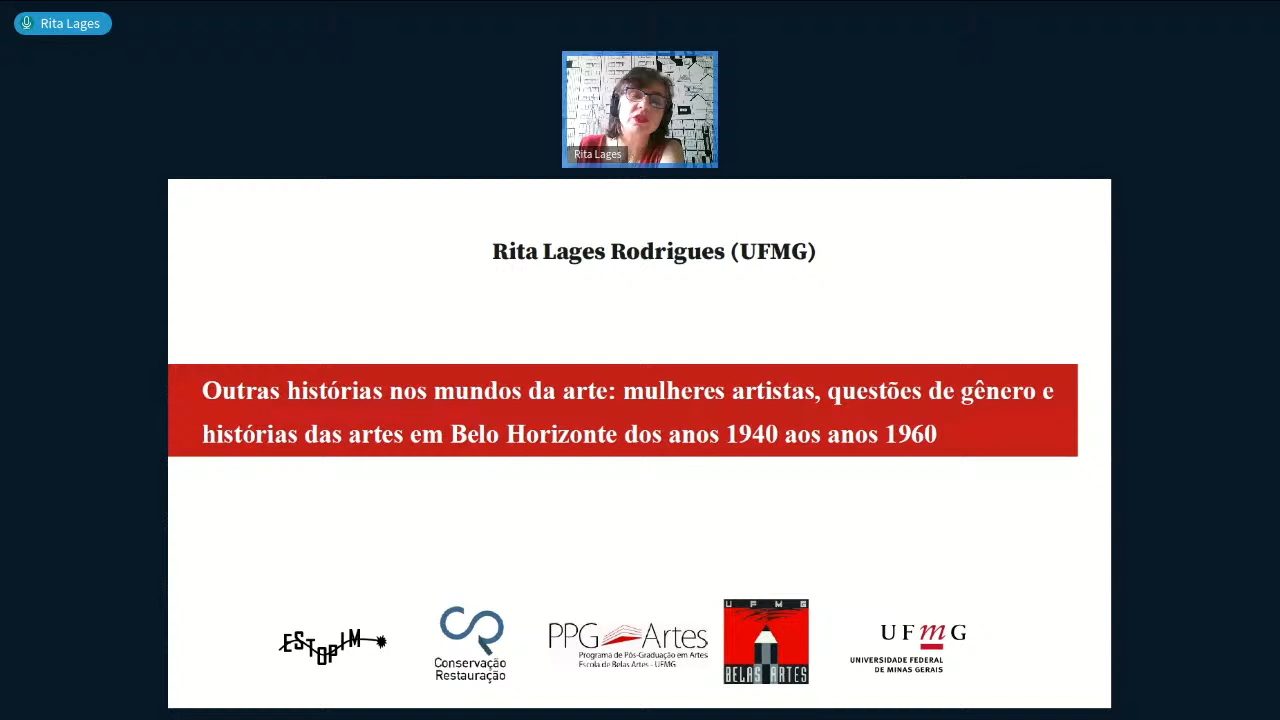 Rita Lages
Rita Lages
Rita Lages Rodrigues (UFMG)
Outras histórias nos mundos da arte: mulheres artistas, questões de gênero e
histórias das artes em Belo Horizonte dos anos 1940 aos anos 1960
ESTOPIM
Conservação
Restauração
PPG Artes
Programa de Pós-Graduação em Artes
Escola de Belas Artes - UFMG
UFMG
BELAS ARTES
UFmG
UNIVERSIDADE FEDERAL
DE MINAS GERAIS